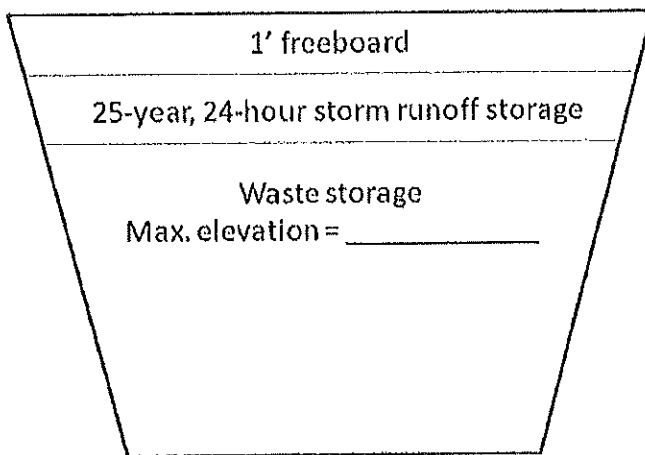 1' freeboard
25-year, 24-hour storm runoff storage
Waste storage
Max. elevation = ____________